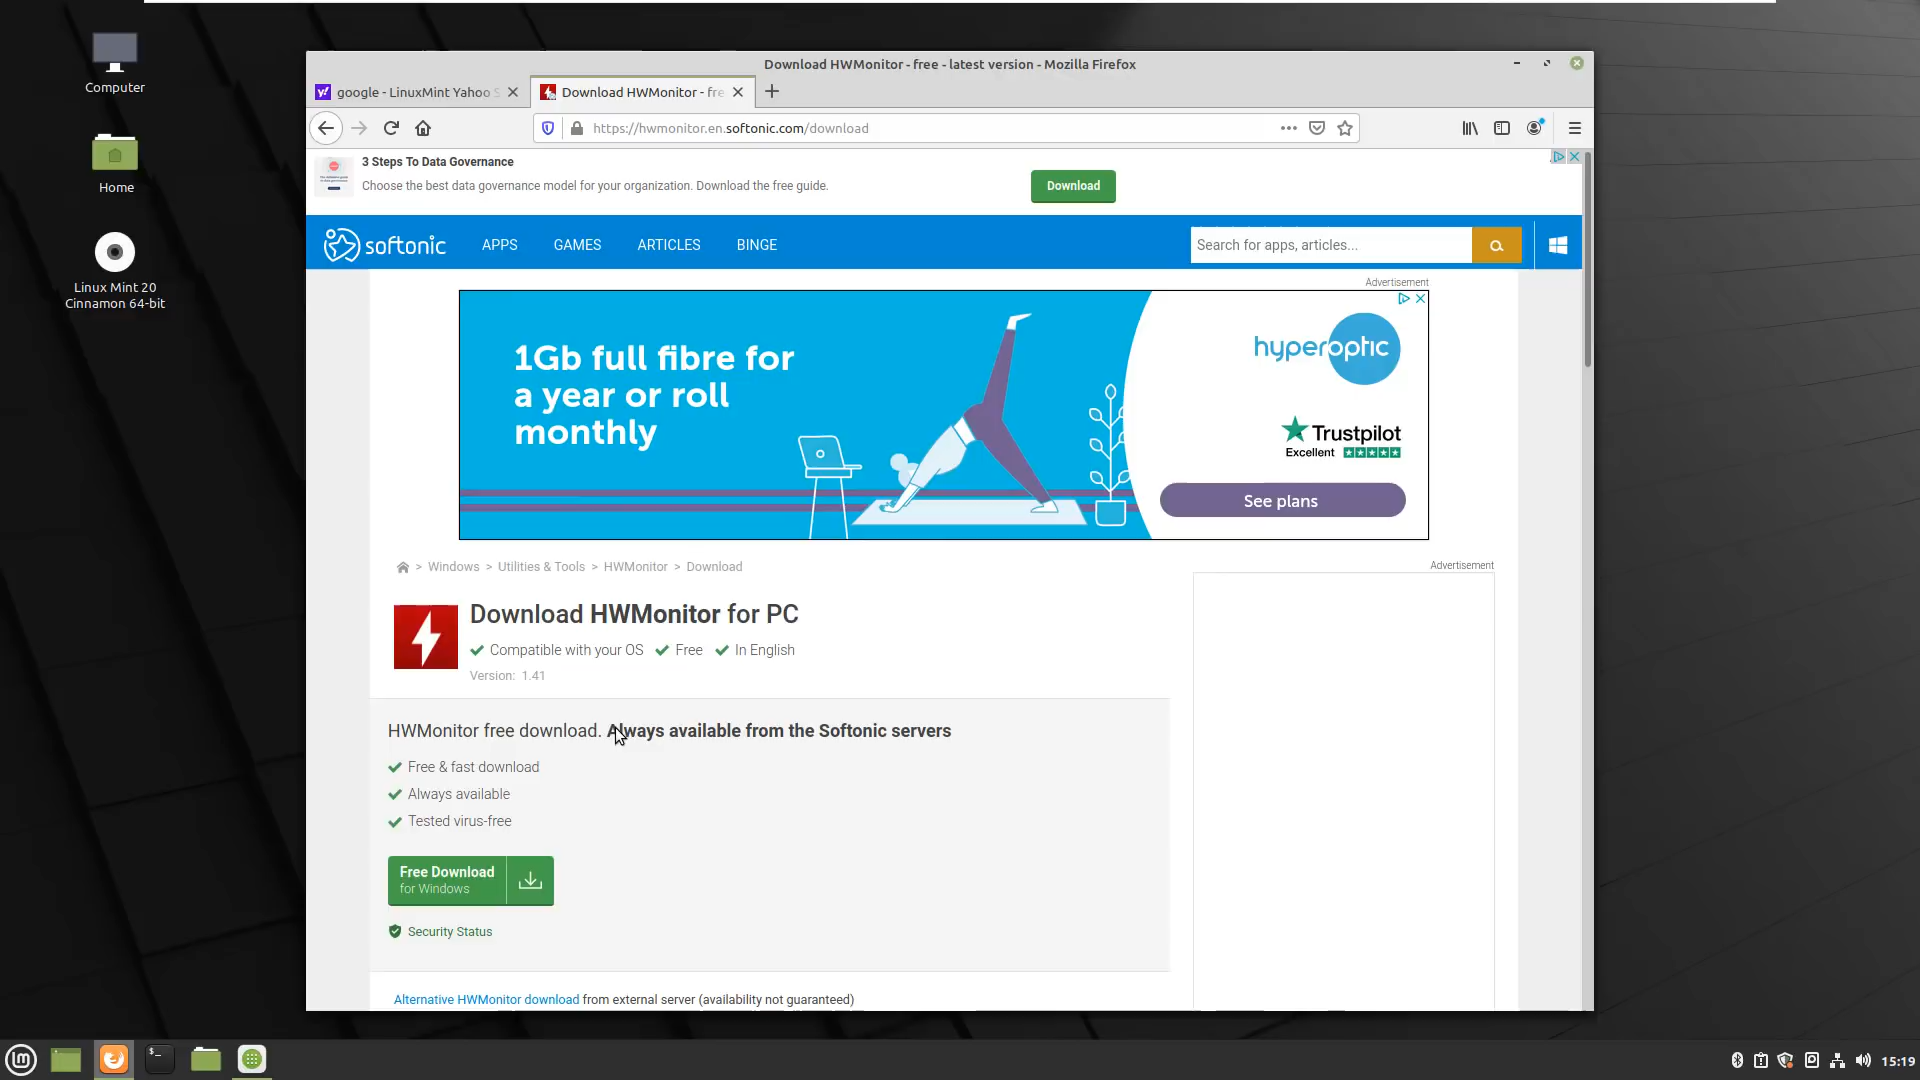 Computer
Home
Linux Mint 20
Cinnamon 64-bit
Download HWMonitor - free - latest version - Mozilla Firefox
google - LinuxMint Yahoo S
Download HWMonitor - fre
https://hwmonitor.en.softonic.com/download
3 Steps To Data Governance
Choose the best data governance model for your organization. Download the free guide.
Download
softonic
APPS
GAMES
ARTICLES
BINGE
Search for apps, articles...
Advertisement
1Gb full fibre for
a year or roll
monthly
hyperoptic
Trustpilot
Excellent
See plans
> Windows > Utilities & Tools > HWMonitor > Download
Advertisement
Download HWMonitor for PC
Compatible with your OS Free In English
Version: 1.41
HWMonitor free download. Always available from the Softonic servers
Free & fast download
Always available
Tested virus-free
Free Download
for Windows
Security Status
Alternative HWMonitor download from external server (availability not guaranteed)
15:19